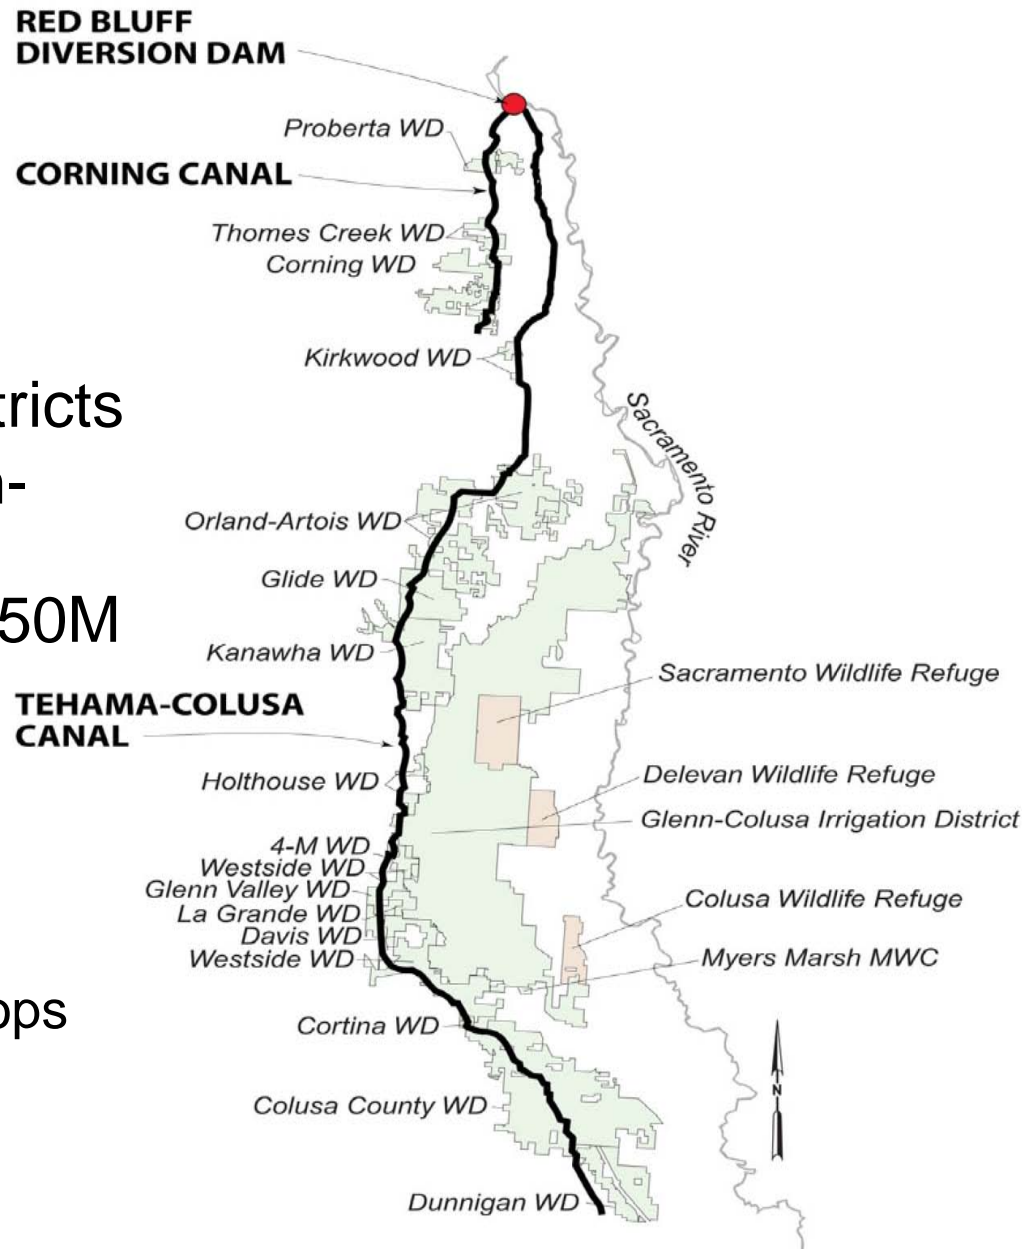 RED BLUFF
DIVERSION DAM
Proberta WD
CORNING CANAL
Thomes Creek WD
Corning WD
Kirkwood WD
tricts
Sacramento River
Orland-Artois WD
Glide WD
50M
Kanawha WD
Sacramento Wildlife Refuge
TEHAMA-COLUSA
CANAL
Holthouse WD
Delevan Wildlife Refuge
Glenn-Colusa Irrigation District
4-M WD
Westside WD
Glenn Valley WD
La Grande WD
Davis WD
Westside WD
Colusa Wildlife Refuge
Myers Marsh MWC
ops
Cortina WD
N
Colusa County WD
Dunnigan WD